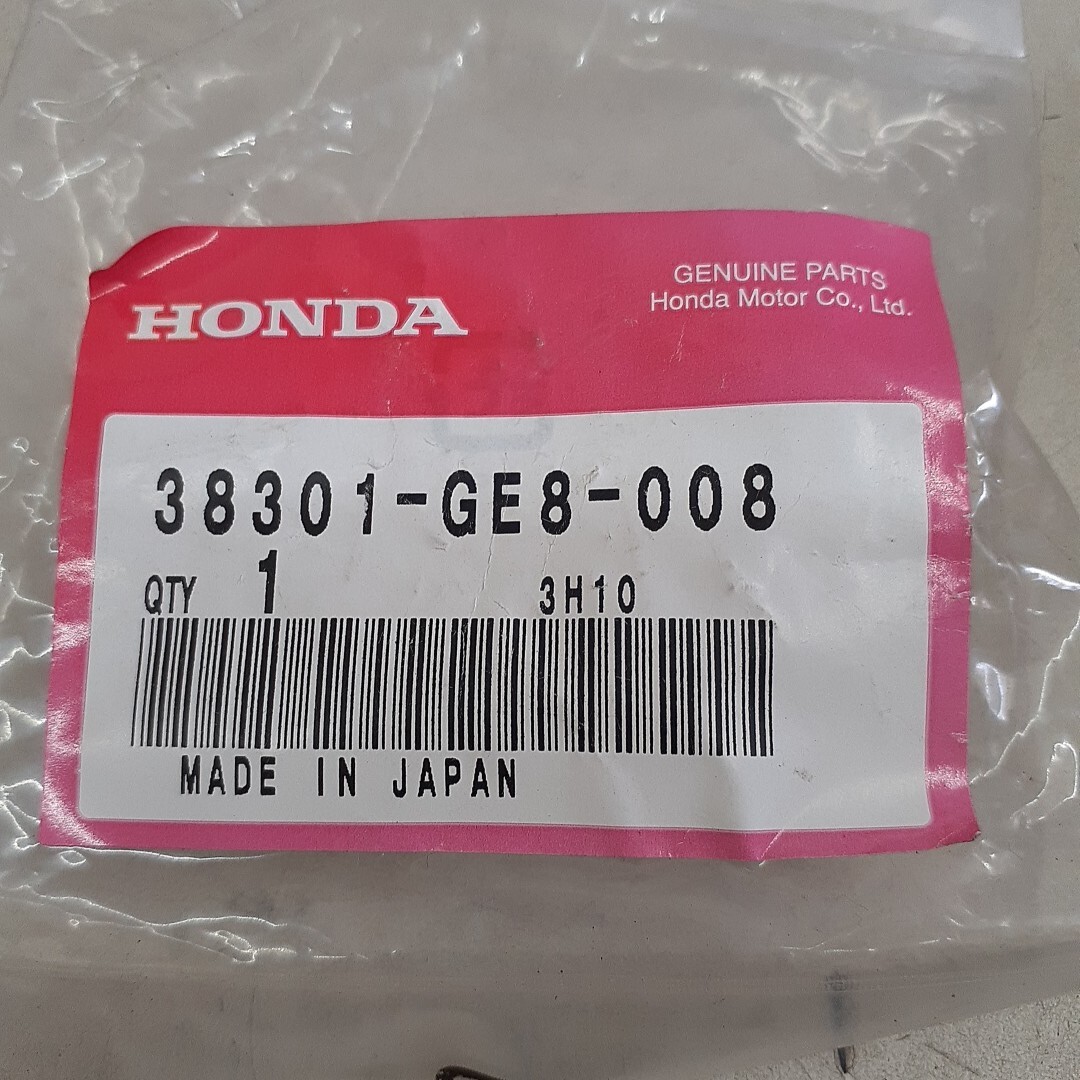 HONDA
GENUINE PARTS
Honda Motor Co., Ltd.
38301-GE8-008
QTY 1 3H10
MADE IN JAPAN